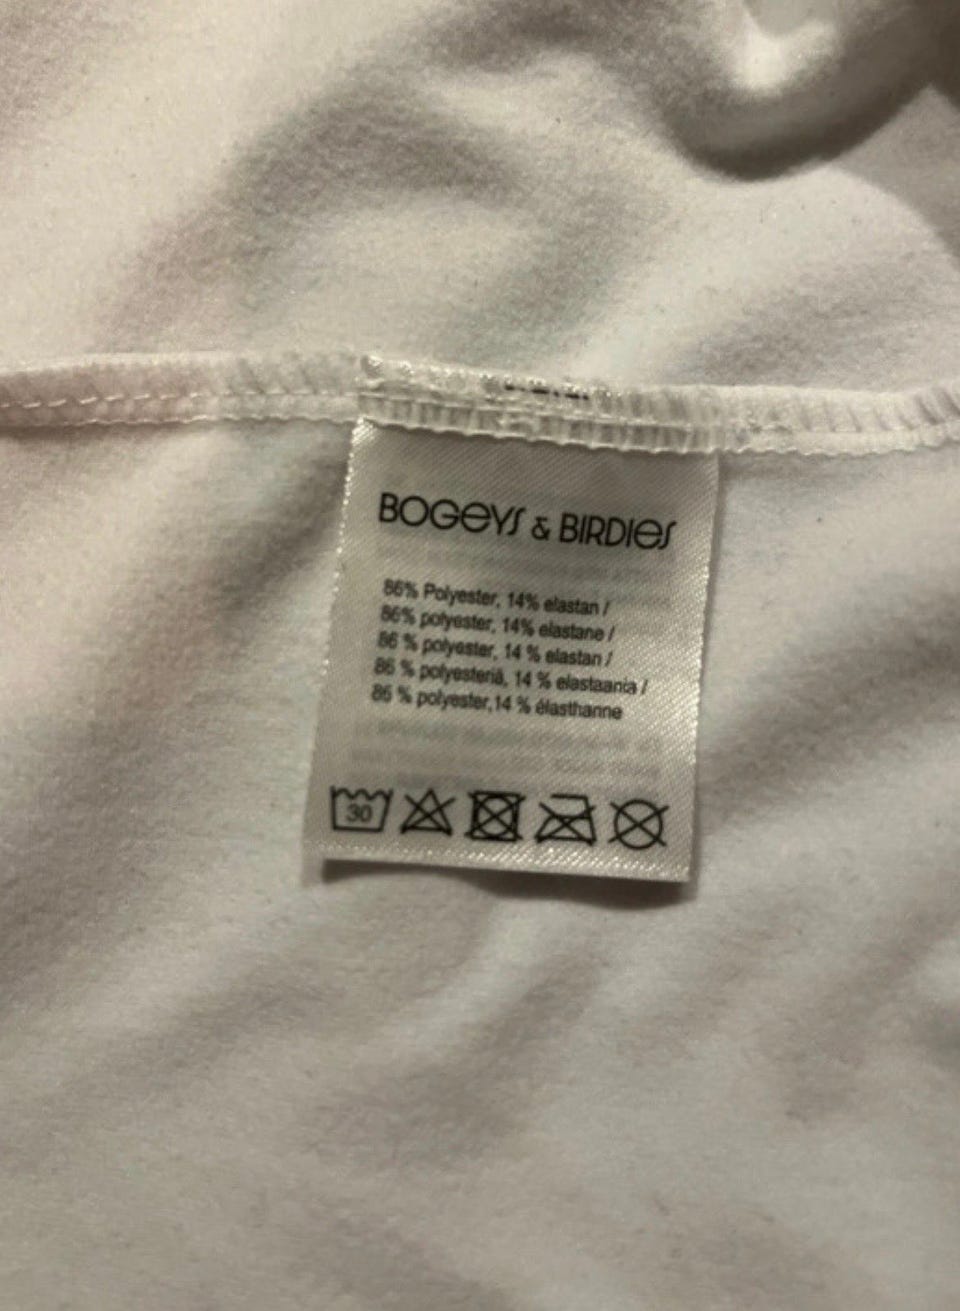 BOGEYS & BIRDIES
86% Polyester, 14% elastan /
86% polyester, 14% elastane /
86 % polyester, 14 % elastan /
86 % polyesteriä, 14 % elastaania /
86 % polyester,14 % élasthanne
30